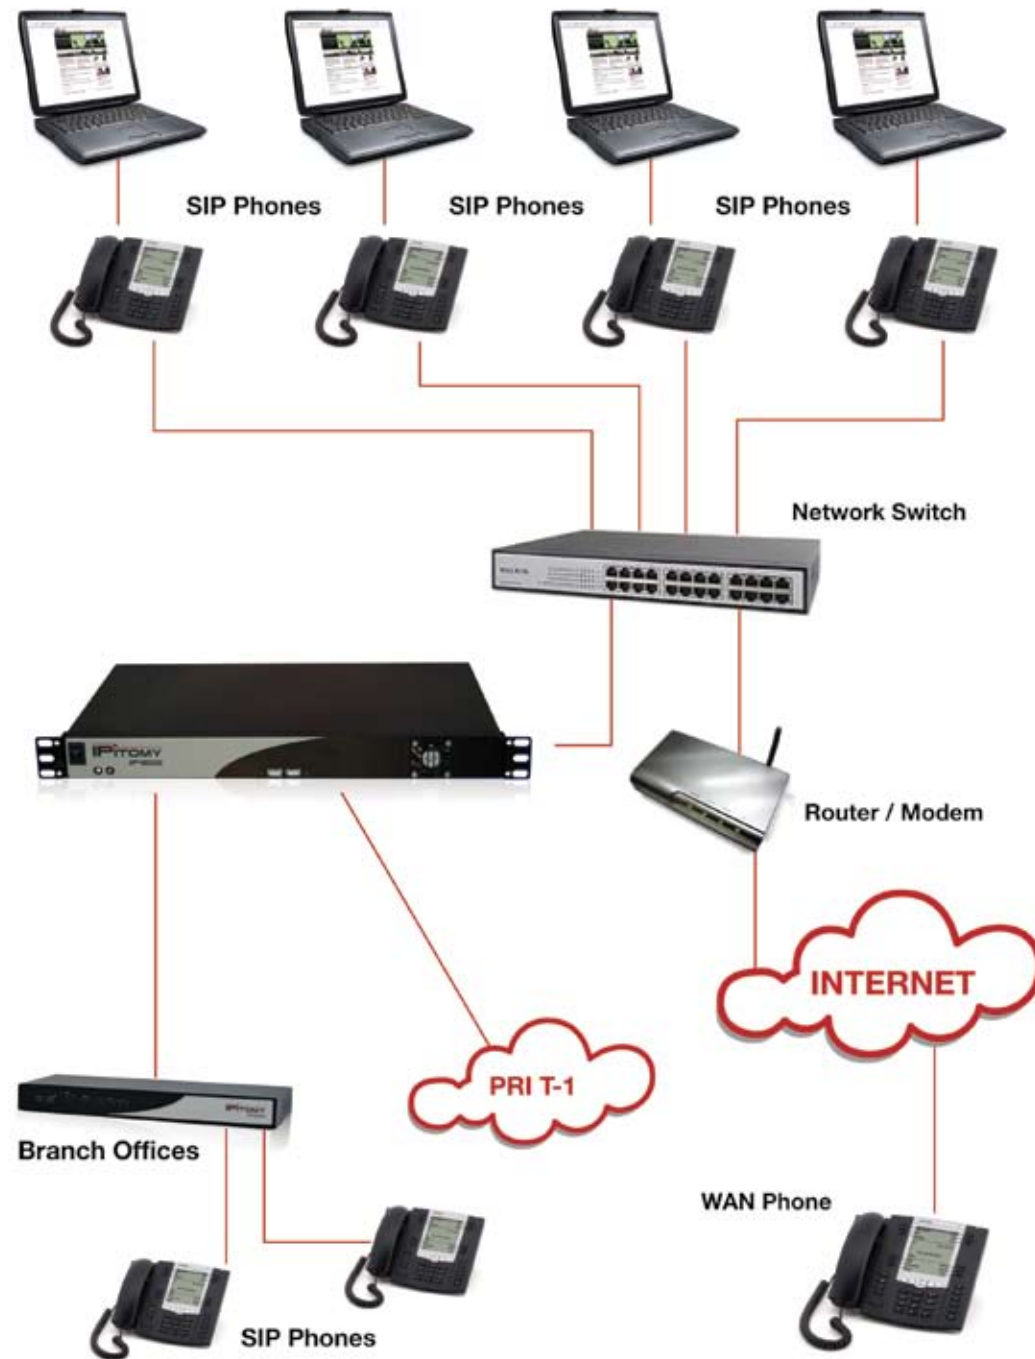 SIP Phones
SIP Phones
SIP Phones
Network Switch
IPITOMY
Router / Modem
INTERNET
PRI T-1
IPITOMY
Branch Offices
WAN Phone
SIP Phones